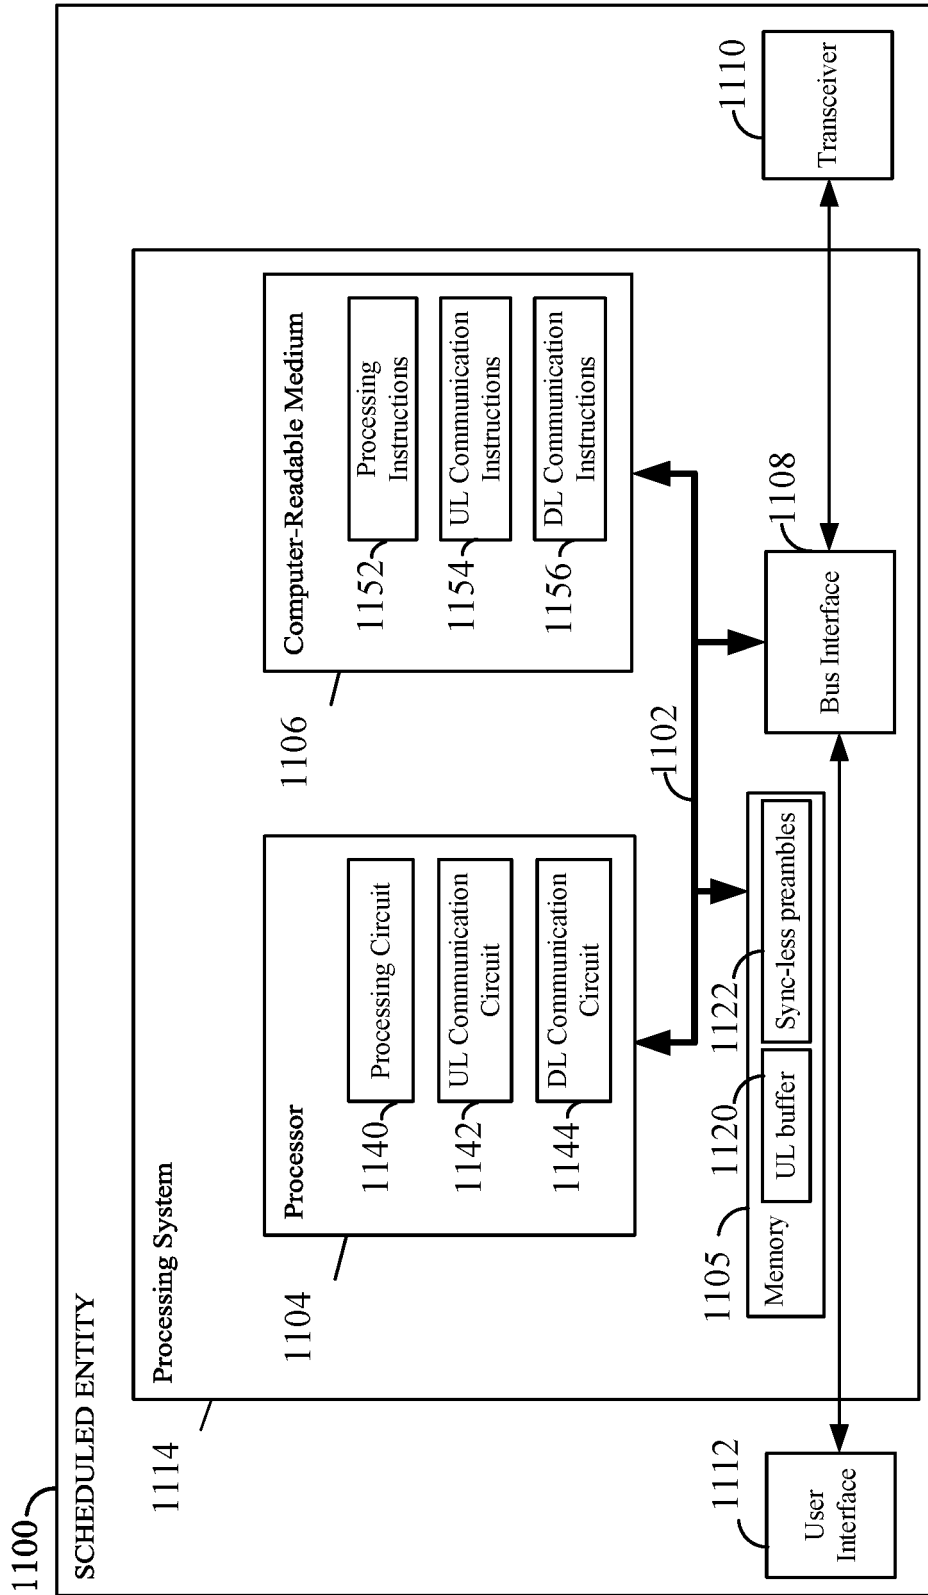 1100
SCHEDULED ENTITY
1114
Processing System
1104
Processor
1140
Processing Circuit
1142
UL Communication
Circuit
1144
DL Communication
Circuit
1106
Computer-Readable Medium
1152
Processing
Instructions
1154
UL Communication
Instructions
1156
DL Communication
Instructions
1102
1105
Memory
1120
UL buffer
1122
Sync-less preambles
1108
Bus Interface
1112
User
Interface
1110
Transceiver